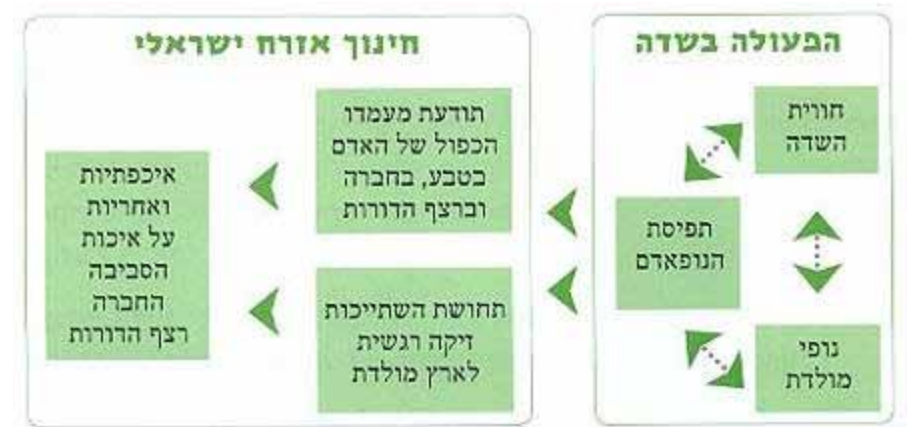 הפעולה בשדה
חווית
השדה
תפיסת
הנופאדם
נופי
מולדת
חינוך אזרח ישראלי
תודעת מעמדו
הכפול של האדם
בטבע, בחברה
וברצף הדורות
תחושת השתייכות
זיקה רגשית
לארץ מולדת
איכפתיות
ואחריות
על איכות
הסביבה
החברה
רצף הדורות